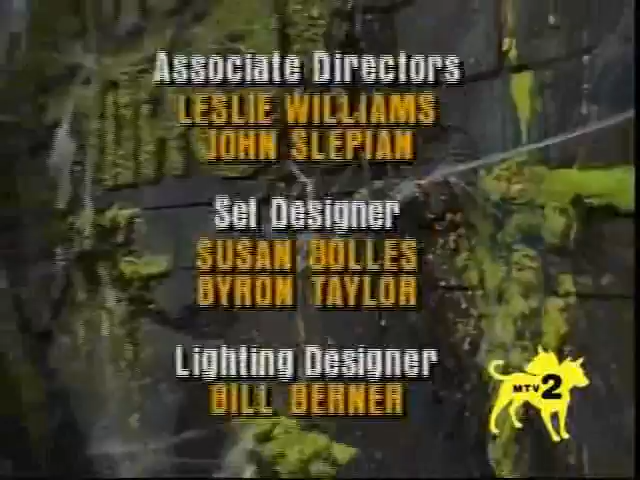 Associate Directors
LESLIE WILLIAMS
JOHN SLEPIAN
Set Designer
SUSAN BOLLES
BYRON TAYLOR
Lighting Designer
BILL BERNER
MTV2